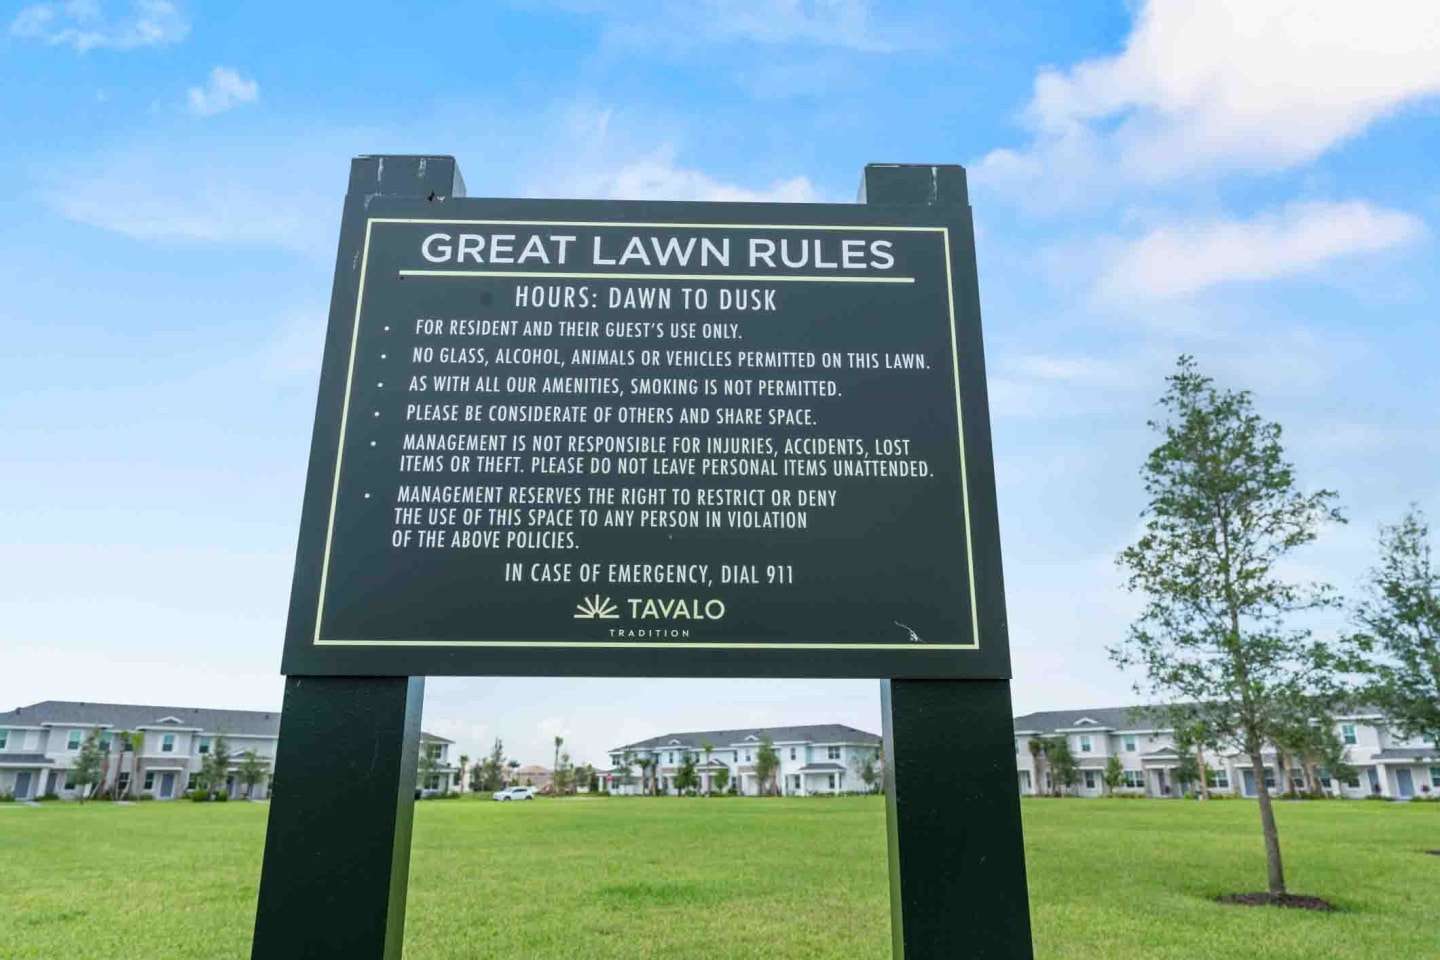 GREAT LAWN RULES
HOURS: DAWN TO DUSK
• FOR RESIDENT AND THEIR GUEST'S USE ONLY.
• NO GLASS, ALCOHOL, ANIMALS OR VEHICLES PERMITTED ON THIS LAWN.
• AS WITH ALL OUR AMENITIES, SMOKING IS NOT PERMITTED.
• PLEASE BE CONSIDERATE OF OTHERS AND SHARE SPACE.
• MANAGEMENT IS NOT RESPONSIBLE FOR INJURIES, ACCIDENTS, LOST
ITEMS OR THEFT. PLEASE DO NOT LEAVE PERSONAL ITEMS UNATTENDED.
• MANAGEMENT RESERVES THE RIGHT TO RESTRICT OR DENY
THE USE OF THIS SPACE TO ANY PERSON IN VIOLATION
OF THE ABOVE POLICIES.
IN CASE OF EMERGENCY, DIAL 911
TAVALO
TRADITION